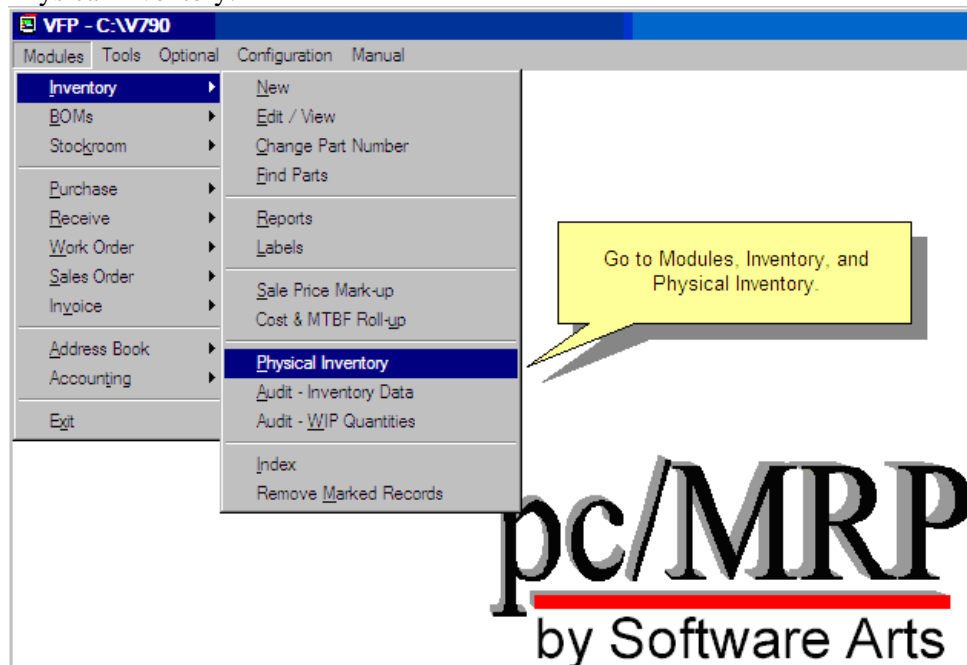 VFP - C:\V790
Modules Tools Optional Configuration Manual
Inventory
BOMs
Stockroom
Purchase
Receive
Work Order
Sales Order
Invoice
Address Book
Accounting
Exit
New
Edit / View
Change Part Number
Find Parts
Reports
Labels
Sale Price Mark-up
Cost & MTBF Roll-up
Physical Inventory
Audit - Inventory Data
Audit - WIP Quantities
Index
Remove Marked Records
Go to Modules, Inventory, and
Physical Inventory.
pc/MRP
by Software Arts